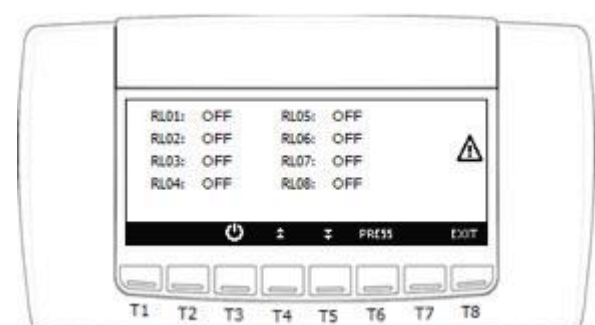 RL01: OFF RL05: OFF
RL02: OFF RL06: OFF
RL03: OFF RL07: OFF
RL04: OFF RL08: OFF
PRESS EXIT
T1 T2 T3 T4 T5 T6 T7 T8